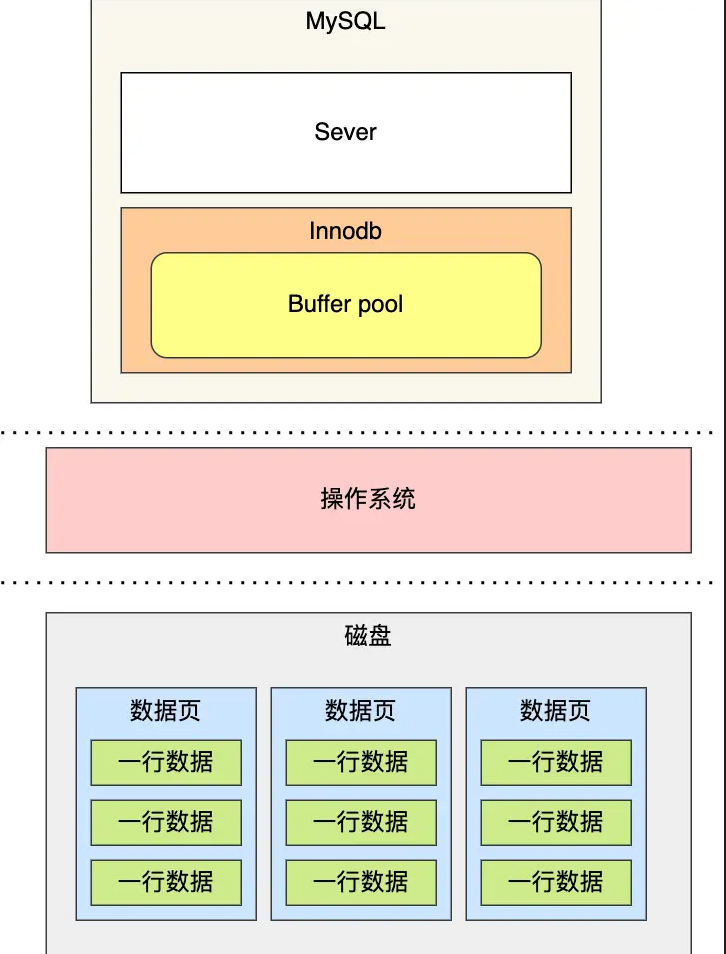 MySQL
Sever
Innodb
Buffer pool
操作系统
磁盘
数据页 数据页 数据页
一行数据 一行数据 一行数据
一行数据 一行数据 一行数据
一行数据 一行数据 一行数据